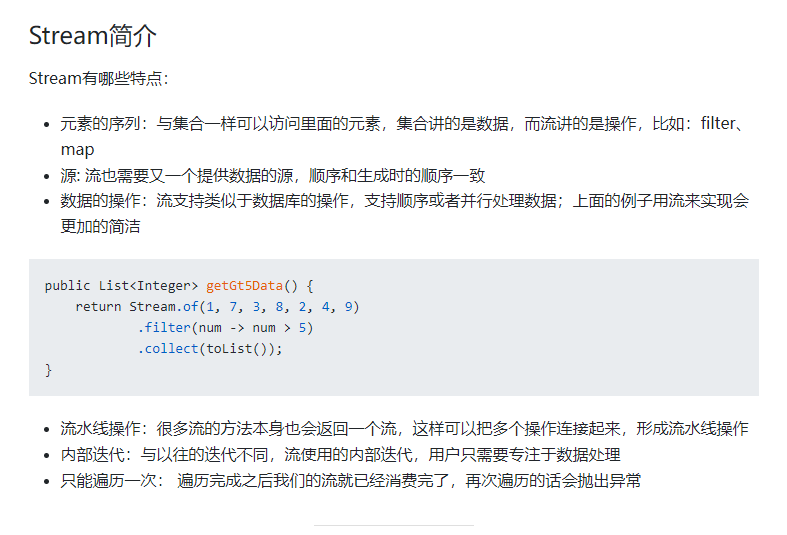 Stream简介
Stream有哪些特点：
元素的序列：与集合一样可以访问里面的元素，集合讲的是数据，而流讲的是操作，比如：filter、
map
源: 流也需要又一个提供数据的源，顺序和生成时的顺序一致
数据的操作：流支持类似于数据库的操作，支持顺序或者并行处理数据；上面的例子用流来实现会
更加的简洁
public List<Integer> getGt5Data() {
    return Stream.of(1, 7, 3, 8, 2, 4, 9)
            .filter(num -> num > 5)
            .collect(toList());
}
流水线操作：很多流的方法本身也会返回一个流，这样可以把多个操作连接起来，形成流水线操作
内部迭代：与以往的迭代不同，流使用的内部迭代，用户只需要专注于数据处理
只能遍历一次： 遍历完成之后我们的流就已经消费完了，再次遍历的话会抛出异常